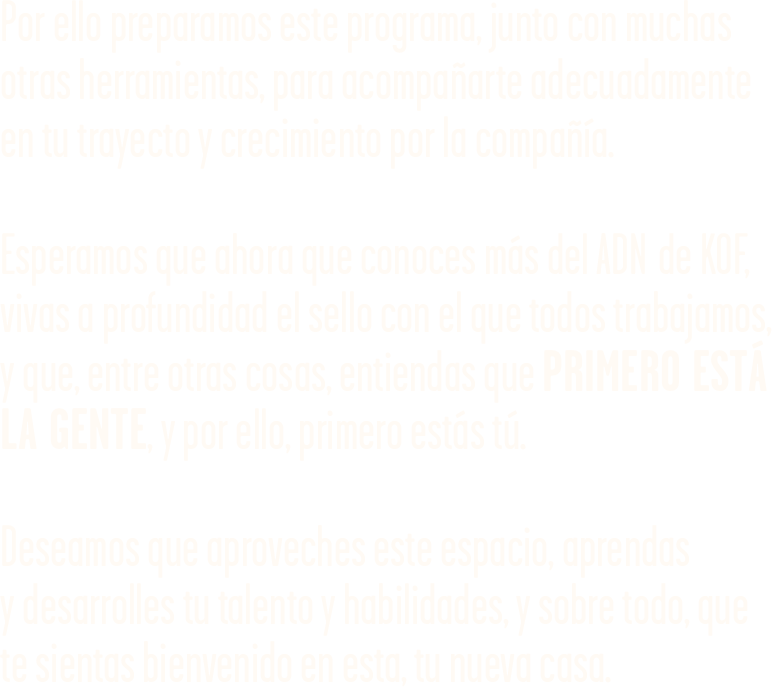 Por ello preparamos este programa, junto con muchas
otras herramientas, para acompañarte adecuadamente
en tu trayecto y crecimiento por la compañía.
Esperamos que ahora que conoces más del ADN de KOF,
vivas a profundidad el sello con el que todos trabajamos,
y que, entre otras cosas, entiendas que PRIMERO ESTÁ
LA GENTE, y por ello, primero estás tú.
Deseamos que aproveches este espacio, aprendas
y desarrolles tu talento y habilidades, y sobre todo, que
te sientas bienvenido en esta, tu nueva casa.